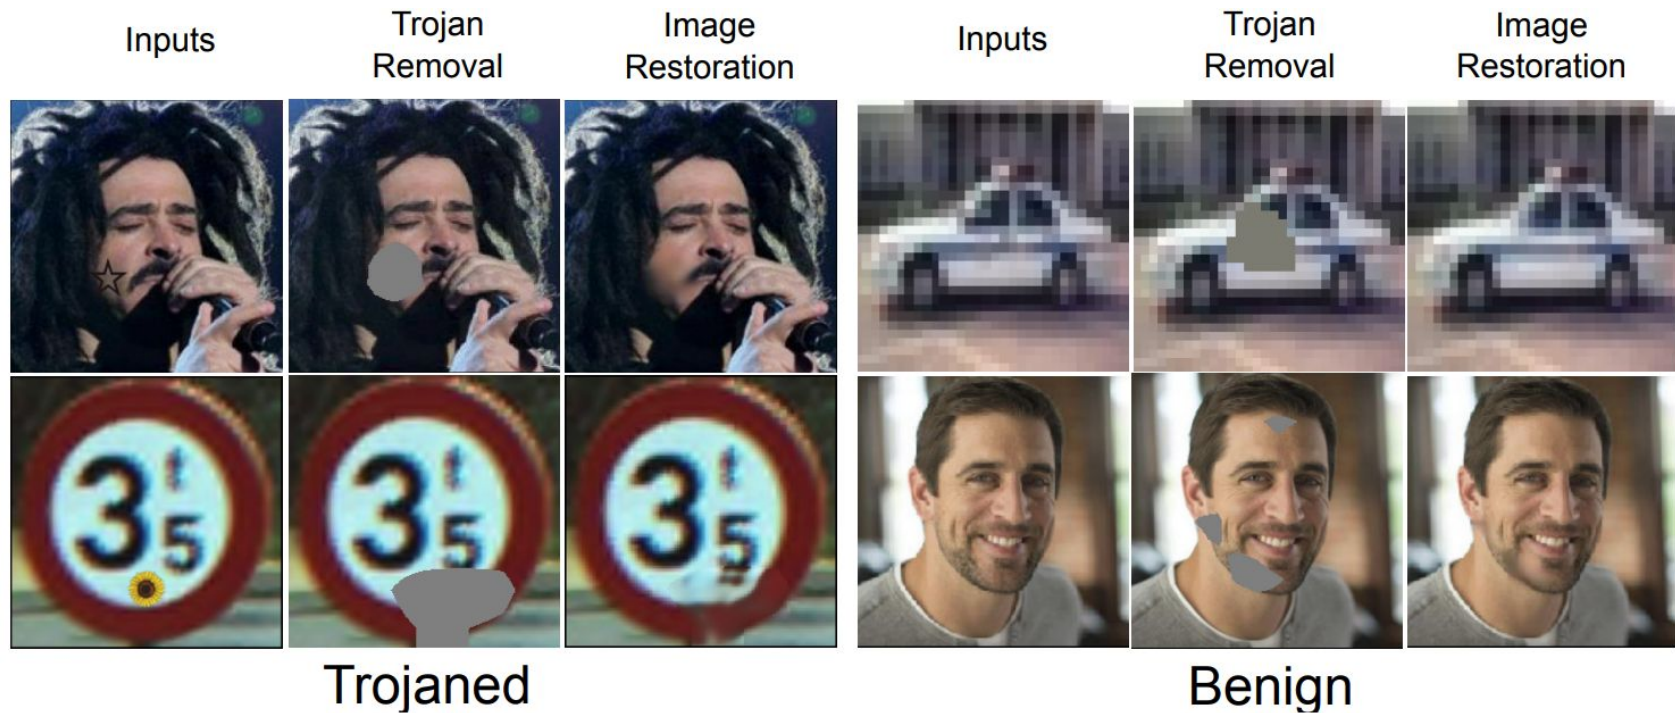 Inputs
Trojan
Removal
Image
Restoration
Inputs
Trojan
Removal
Image
Restoration
3 t
5
3 t
5
3 t
5
Trojaned
Benign